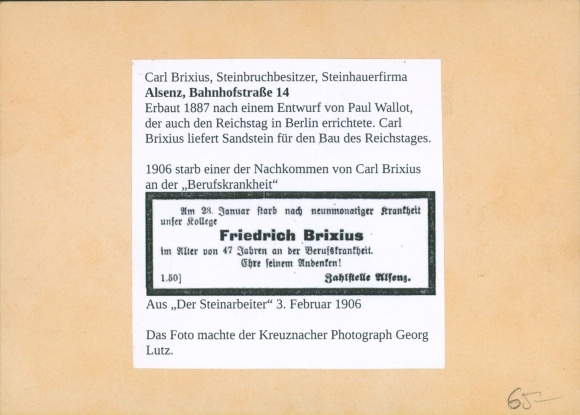 Carl Brixius, Steinbruchbesitzer, Steinhauerfirma
Alsenz, Bahnhofstraße 14
Erbaut 1887 nach einem Entwurf von Paul Wallot,
der auch den Reichstag in Berlin errichtete. Carl
Brixius liefert Sandstein für den Bau des Reichstages.
1906 starb einer der Nachkommen von Carl Brixius
an der „Berufskrankheit“
Am 28. Januar starb nach neunmonatiger Krankheit
unser Kollege
Friedrich Brixius
im Alter von 47 Jahren an der Berufskrankheit.
Ehre seinem Andenken!
1.50] Zahlstelle Alsenz.
Aus „Der Steinarbeiter“ 3. Februar 1906
Das Foto machte der Kreuznacher Photograph Georg
Lutz.
65-